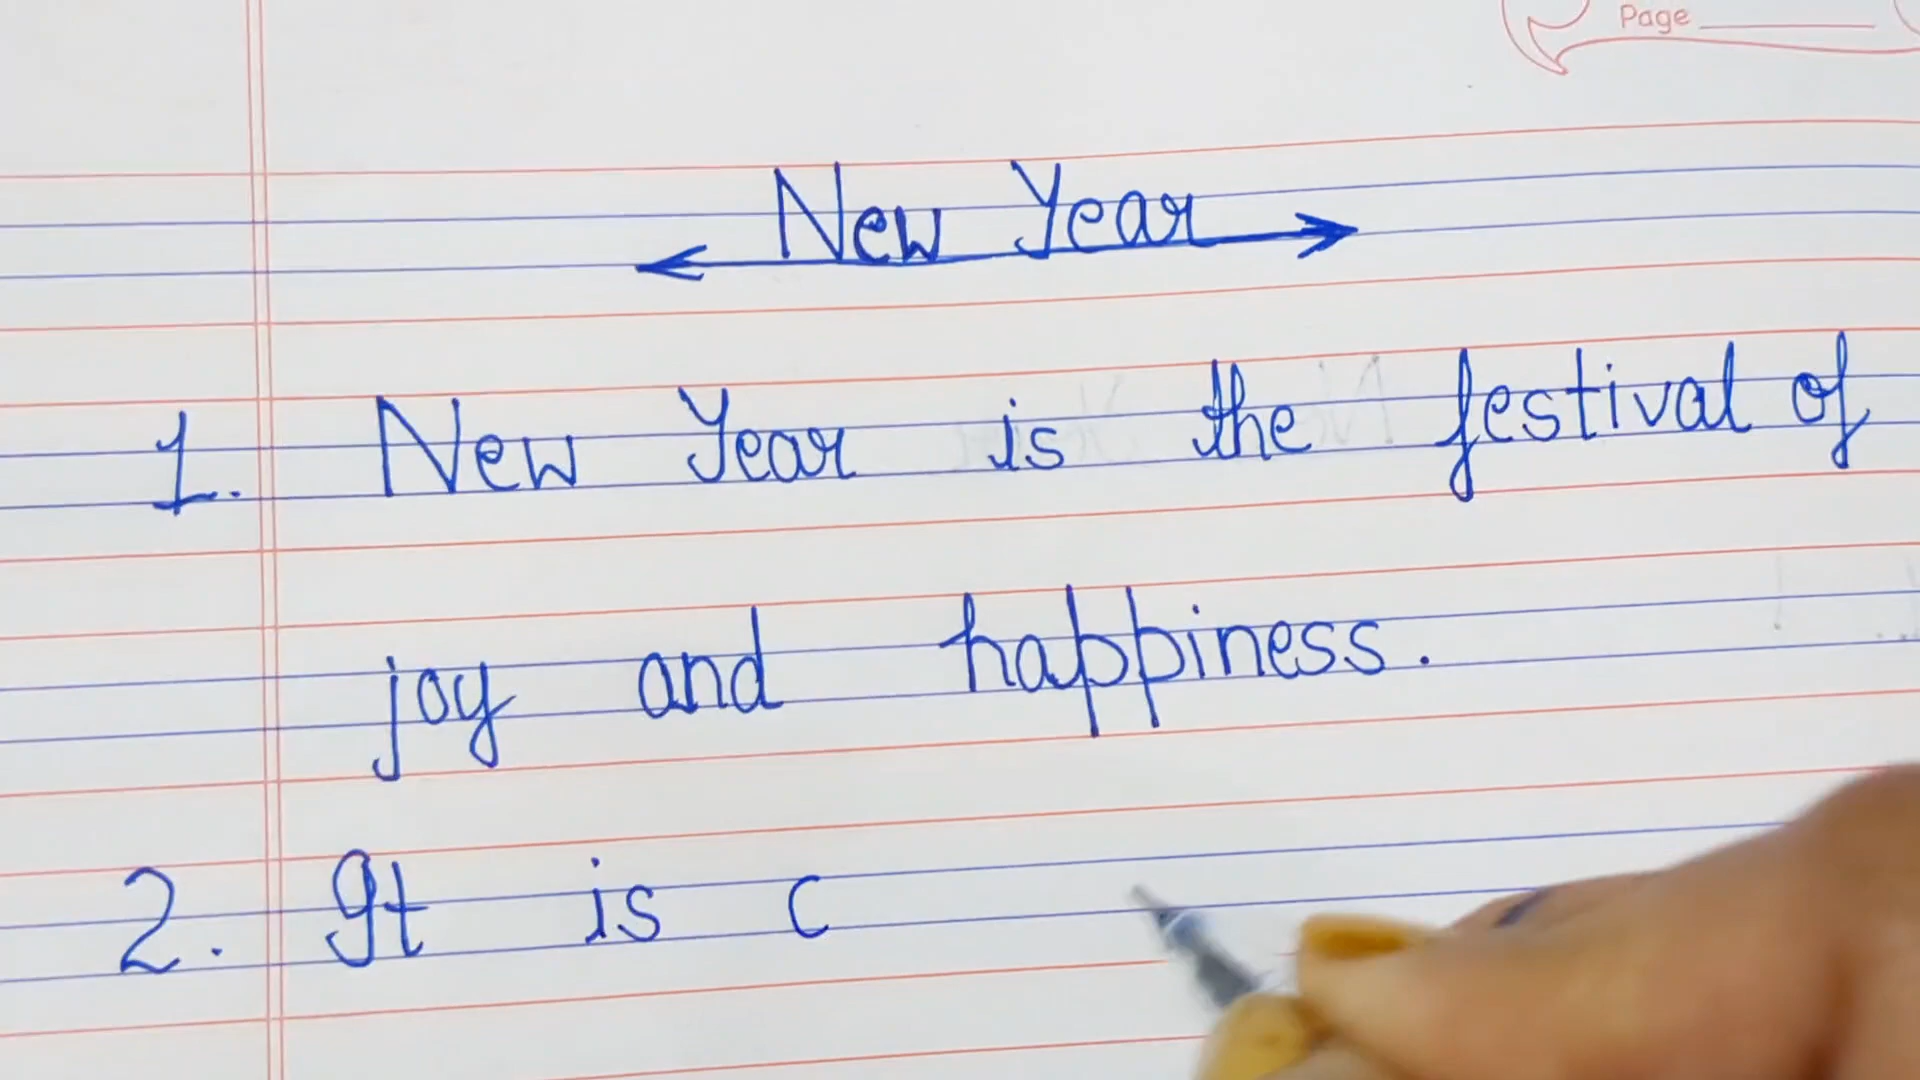 Page
New Year
1. New Year is the festival of
joy and happiness.
2. It is c